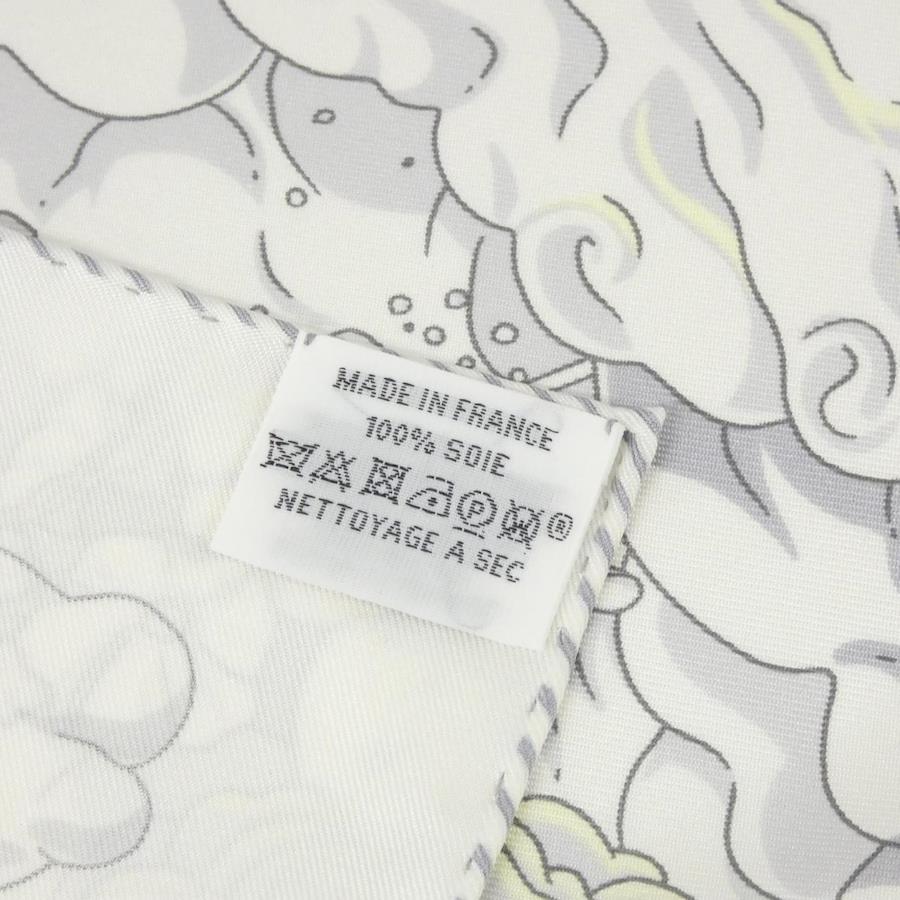 MADE IN FRANCE
100% SOIE
Ⓟ ®
NETTOYAGE À SEC